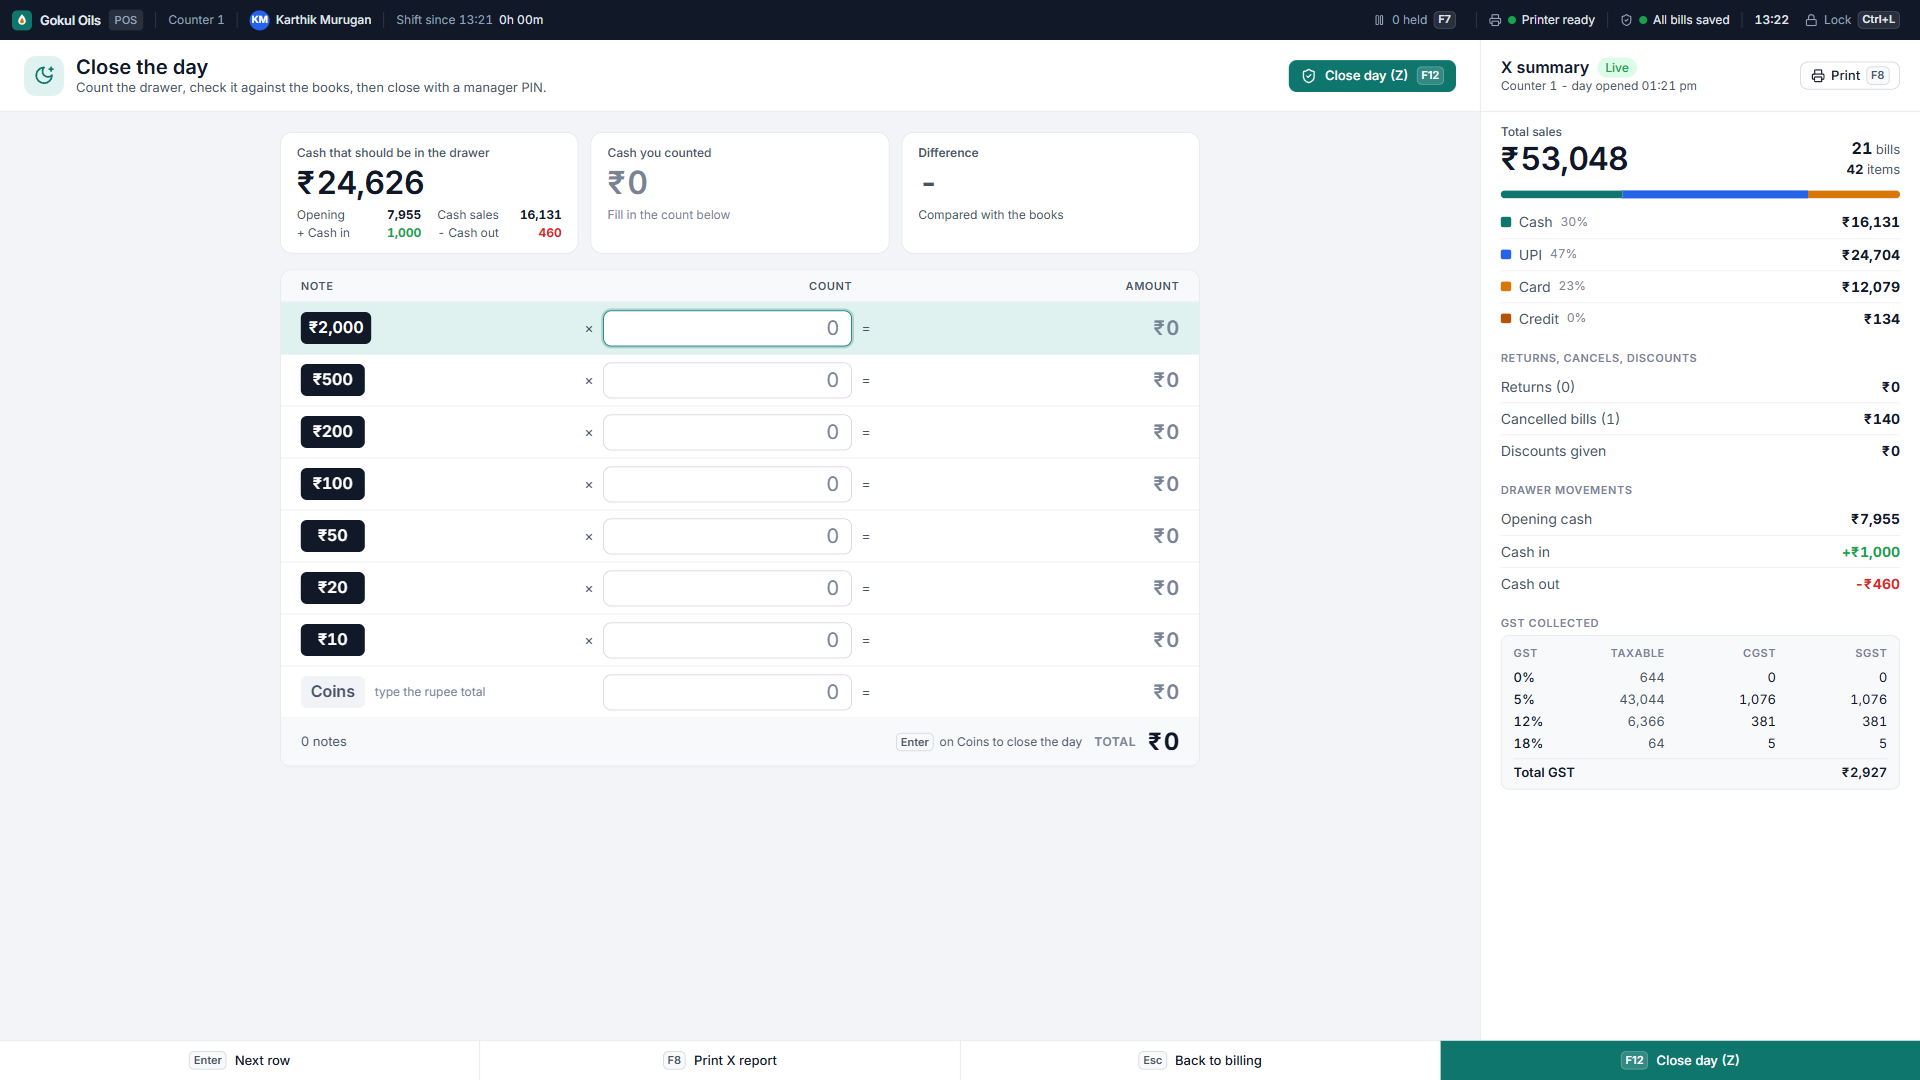 Gokul Oils POS Counter 1 KM Karthik Murugan Shift since 13:21 0h 00m 0 held F7 Printer ready All bills saved 13:22 Lock Ctrl+L
Close the day
Count the drawer, check it against the books, then close with a manager PIN.
Close day (Z) F12
Cash that should be in the drawer
₹24,626
Opening 7,955 Cash sales 16,131
+ Cash in 1,000 - Cash out 460
Cash you counted
₹0
Fill in the count below
Difference
-
Compared with the books
NOTE COUNT AMOUNT
₹2,000 × 0 = ₹0
₹500 × 0 = ₹0
₹200 × 0 = ₹0
₹100 × 0 = ₹0
₹50 × 0 = ₹0
₹20 × 0 = ₹0
₹10 × 0 = ₹0
Coins type the rupee total 0 = ₹0
0 notes Enter on Coins to close the day TOTAL ₹0
X summary Live
Counter 1 - day opened 01:21 pm
Print F8
Total sales
₹53,048
21 bills
42 items
Cash 30% ₹16,131
UPI 47% ₹24,704
Card 23% ₹12,079
Credit 0% ₹134
RETURNS, CANCELS, DISCOUNTS
Returns (0) ₹0
Cancelled bills (1) ₹140
Discounts given ₹0
DRAWER MOVEMENTS
Opening cash ₹7,955
Cash in +₹1,000
Cash out -₹460
GST COLLECTED
GST TAXABLE CGST SGST
0% 644 0 0
5% 43,044 1,076 1,076
12% 6,366 381 381
18% 64 5 5
Total GST ₹2,927
Enter Next row F8 Print X report Esc Back to billing F12 Close day (Z)